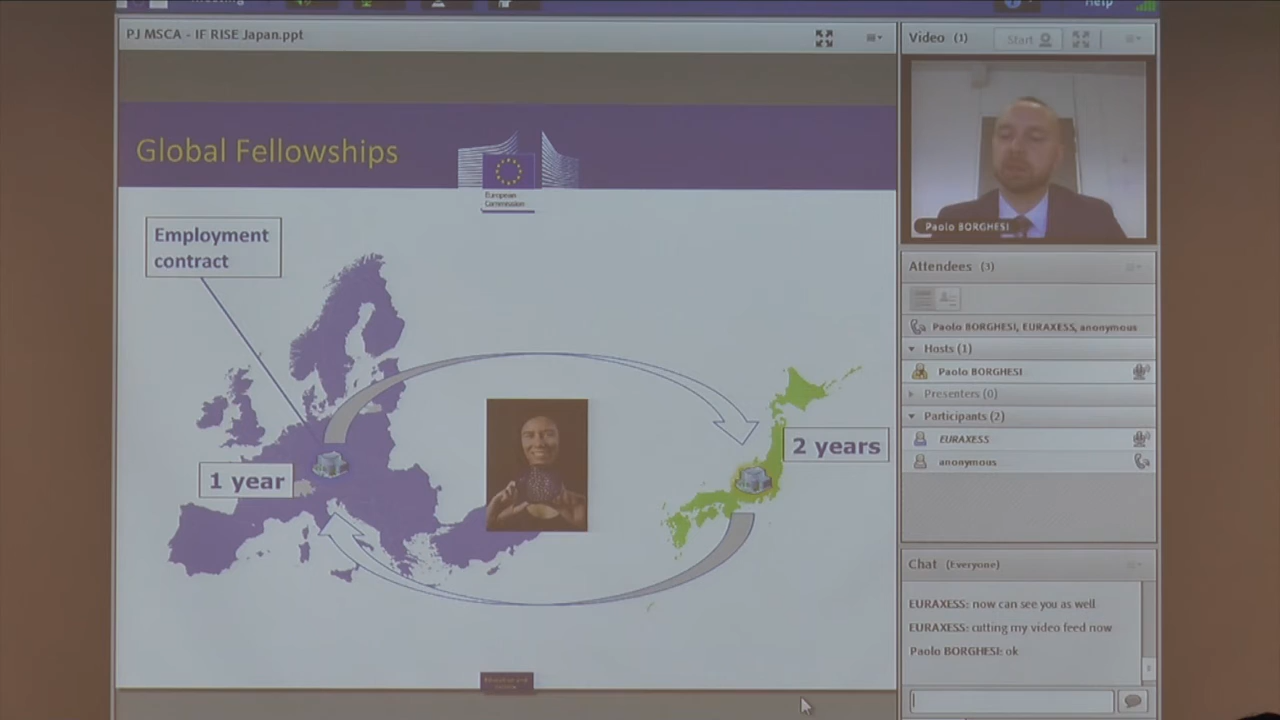 Meeting
Help
PJ MSCA - IF RISE Japan.ppt
Global Fellowships
European
Commission
Employment
contract
1 year
2 years
Video (1)
Start
Paolo BORGHESI
Attendees (3)
Paolo BORGHESI, EURAXESS, anonymous
Hosts (1)
Paolo BORGHESI
Presenters (0)
Participants (2)
EURAXESS
anonymous
Chat (Everyone)
EURAXESS: now can see you as well
EURAXESS: cutting my video feed now
Paolo BORGHESI: ok